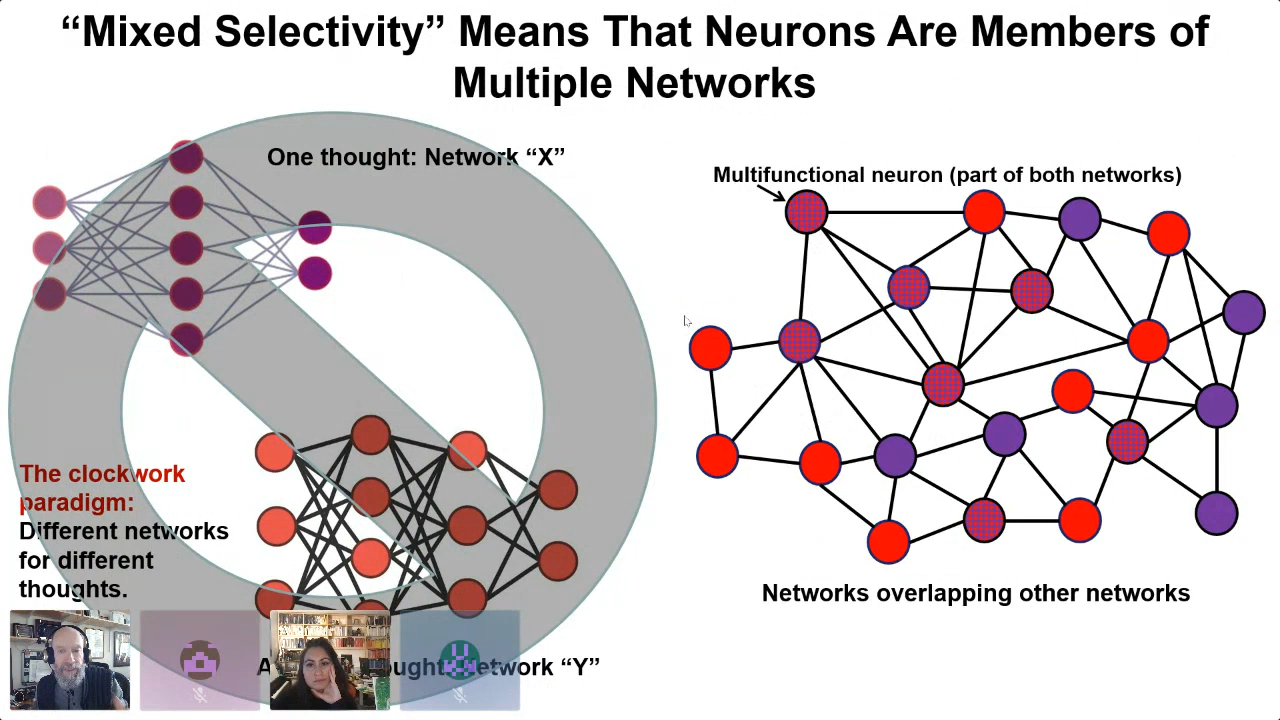 “Mixed Selectivity” Means That Neurons Are Members of
Multiple Networks
One thought: Network “X”
Multifunctional neuron (part of both networks)
The clockwork
paradigm:
Different networks
for different
thoughts.
Networks overlapping other networks
Network “Y”